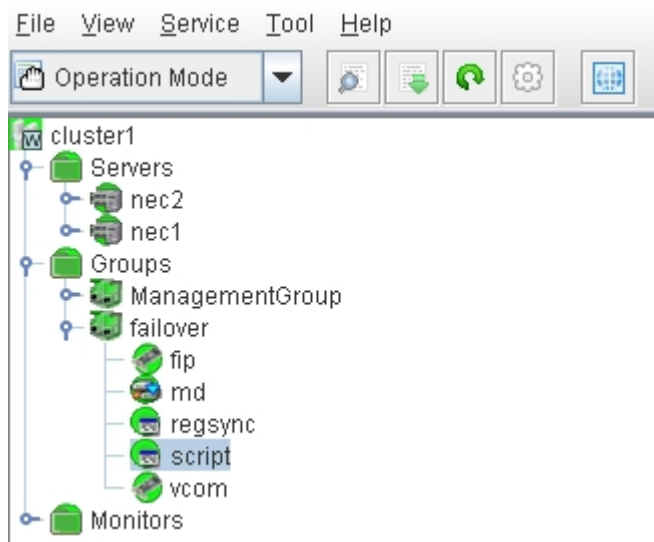 File View Service Tool Help
Operation Mode
cluster1
Servers
nec2
nec1
Groups
ManagementGroup
failover
fip
md
regsync
script
vcom
Monitors